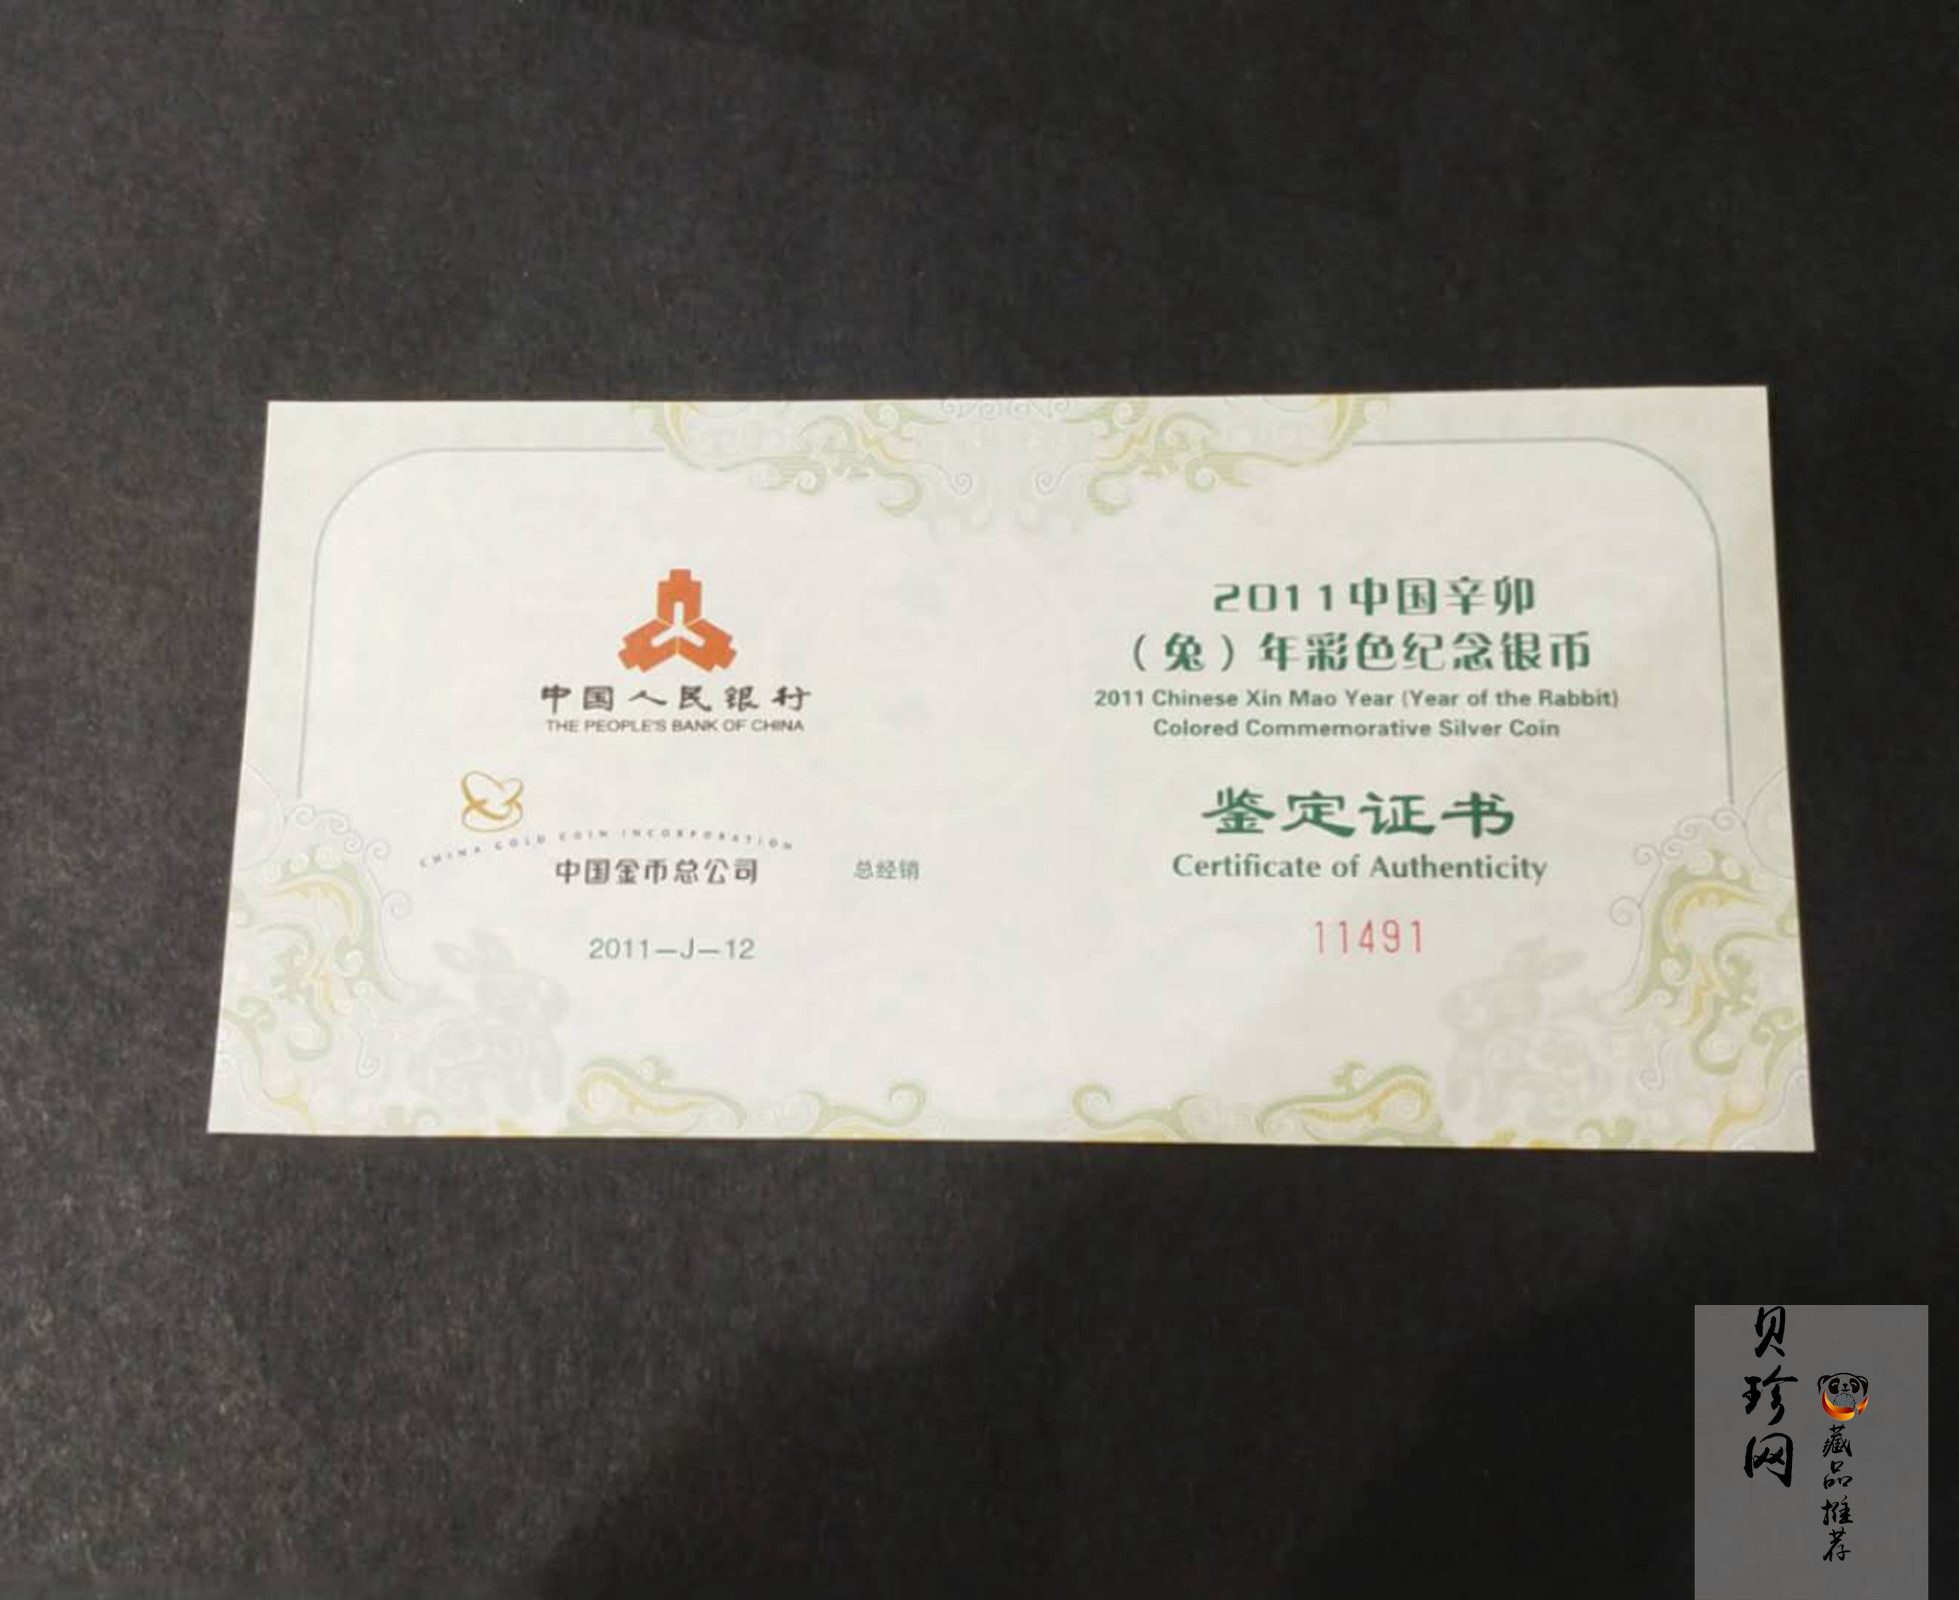 中国人民银行
THE PEOPLE'S BANK OF CHINA
CHINA GOLD COIN INCORPORATION
中国金币总公司 总经销
2011—J—12
2011中国辛卯
（兔）年彩色纪念银币
2011 Chinese Xin Mao Year (Year of the Rabbit)
Colored Commemorative Silver Coin
鉴定证书
Certificate of Authenticity
11491
贝珍网
藏品推荐